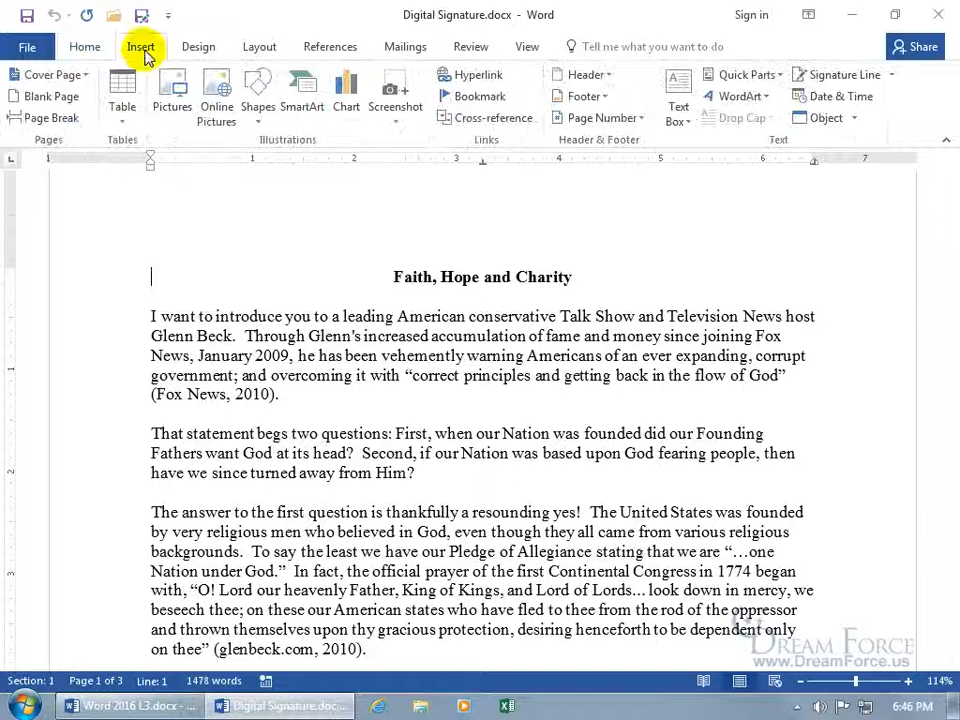 Digital Signature.docx - Word
Sign in
File Home Insert Design Layout References Mailings Review View Tell me what you want to do Share
Cover Page
Blank Page
Page Break
Pages
Table
Tables
Pictures
Online Pictures
Shapes
SmartArt
Chart
Screenshot
Illustrations
Hyperlink
Bookmark
Cross-reference
Links
Header
Footer
Page Number
Header & Footer
Text Box
Quick Parts
WordArt
Drop Cap
Signature Line
Date & Time
Object
Text
1 1 2 3 4 5 6 7
1
2
3
Faith, Hope and Charity
I want to introduce you to a leading American conservative Talk Show and Television News host
Glenn Beck. Through Glenn's increased accumulation of fame and money since joining Fox
News, January 2009, he has been vehemently warning Americans of an ever expanding, corrupt
government; and overcoming it with “correct principles and getting back in the flow of God”
(Fox News, 2010).
That statement begs two questions: First, when our Nation was founded did our Founding
Fathers want God at its head? Second, if our Nation was based upon God fearing people, then
have we since turned away from Him?
The answer to the first question is thankfully a resounding yes! The United States was founded
by very religious men who believed in God, even though they all came from various religious
backgrounds. To say the least we have our Pledge of Allegiance stating that we are “…one
Nation under God.” In fact, the official prayer of the first Continental Congress in 1774 began
with, “O! Lord our heavenly Father, King of Kings, and Lord of Lords... look down in mercy, we
beseech thee; on these our American states who have fled to thee from the rod of the oppressor
and thrown themselves upon thy gracious protection, desiring henceforth to be dependent only
on thee” (glenbeck.com, 2010).
DREAM FORCE
www.DreamForce.us
Section: 1 Page 1 of 3 Line: 1 1478 words 114%
Word 2016 L3.docx - ...
Digital Signature.doc...
6:46 PM